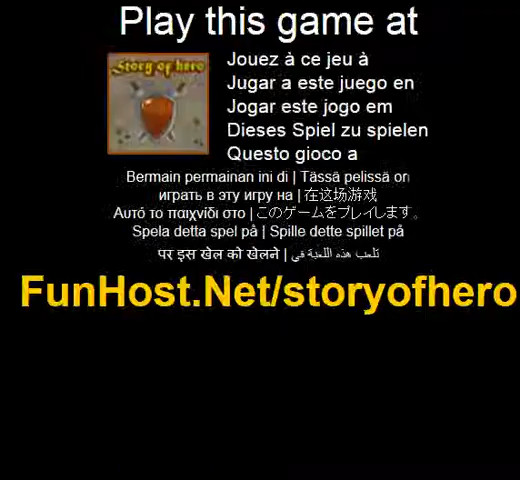 Play this game at
Story of hero
Jouez à ce jeu à
Jugar a este juego en
Jogar este jogo em
Dieses Spiel zu spielen
Questo gioco a
Bermain permainan ini di | Tässä pelissä on
играть в эту игру на | 在这场游戏
Αυτό το παιχνίδι στο | このゲームをプレイします。
Spela detta spel på | Spille dette spillet på
पर इस खेल को खेलने | تلعب هذه اللعبة في
FunHost.Net/storyofhero